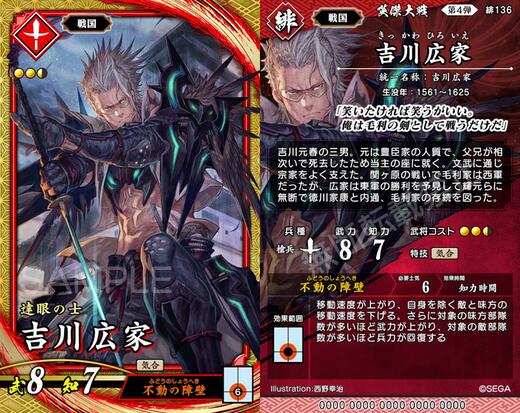 戦国
SAMPLE
達眼の士
吉川広家
気合
武8 知7
ふどうのしょうへき
不動の障壁
6
緋
戦国
英傑大戦
第4弾
緋136
きっかわ ひろ いえ
吉川広家
統一名称：吉川広家
生没年：1561～1625
「笑いたければ笑うがいい。
俺は毛利の剣として戦うだけだ」
吉川元春の三男。元は豊臣家の人質で、父兄が相
次いで死去したため当主の座に就く。文武に通じ
宗家をよく支えた。関ヶ原の戦いで毛利家は西軍
だったが、広家は東軍の勝利を予見して輝元らに
無断で徳川家康と内通、毛利家の存続を図った。
兵種 武力 知力 武将コスト
槍兵 8 7
特技 気合
ふどうのしょうへき
不動の障壁
必要士気
6
効果時間
知力時間
効果範囲
移動速度が上がり、自身を除く敵と味方の
移動速度を下げる。さらに対象の味方部隊
数が多いほど武力が上がり、対象の敵部隊
数が多いほど兵力が回復する
Illustration:西野幸治
©SEGA
0000 0000 0000 0000 0000